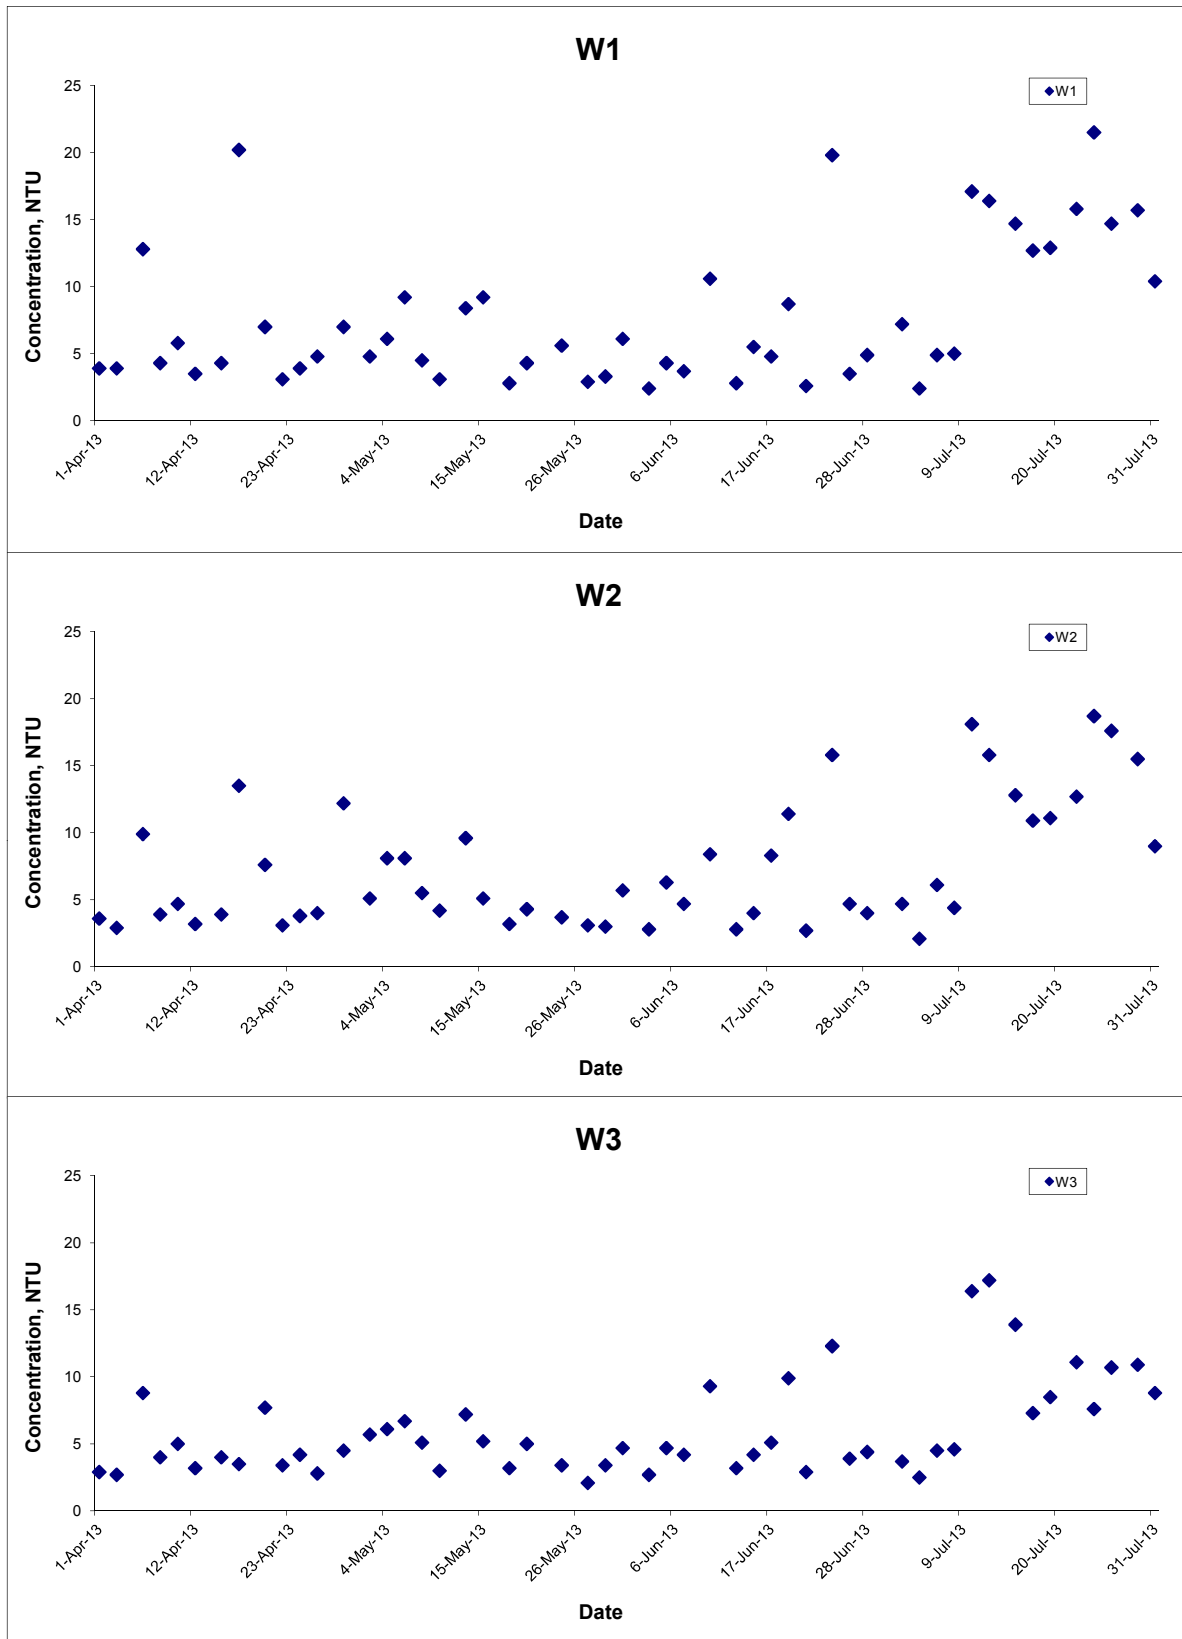 W1
W1
25
20
15
10
5
0
Concentration, NTU
1-Apr-13
12-Apr-13
23-Apr-13
4-May-13
15-May-13
26-May-13
6-Jun-13
17-Jun-13
28-Jun-13
9-Jul-13
20-Jul-13
31-Jul-13
Date
W2
W2
25
20
15
10
5
0
Concentration, NTU
1-Apr-13
12-Apr-13
23-Apr-13
4-May-13
15-May-13
26-May-13
6-Jun-13
17-Jun-13
28-Jun-13
9-Jul-13
20-Jul-13
31-Jul-13
Date
W3
W3
25
20
15
10
5
0
Concentration, NTU
1-Apr-13
12-Apr-13
23-Apr-13
4-May-13
15-May-13
26-May-13
6-Jun-13
17-Jun-13
28-Jun-13
9-Jul-13
20-Jul-13
31-Jul-13
Date